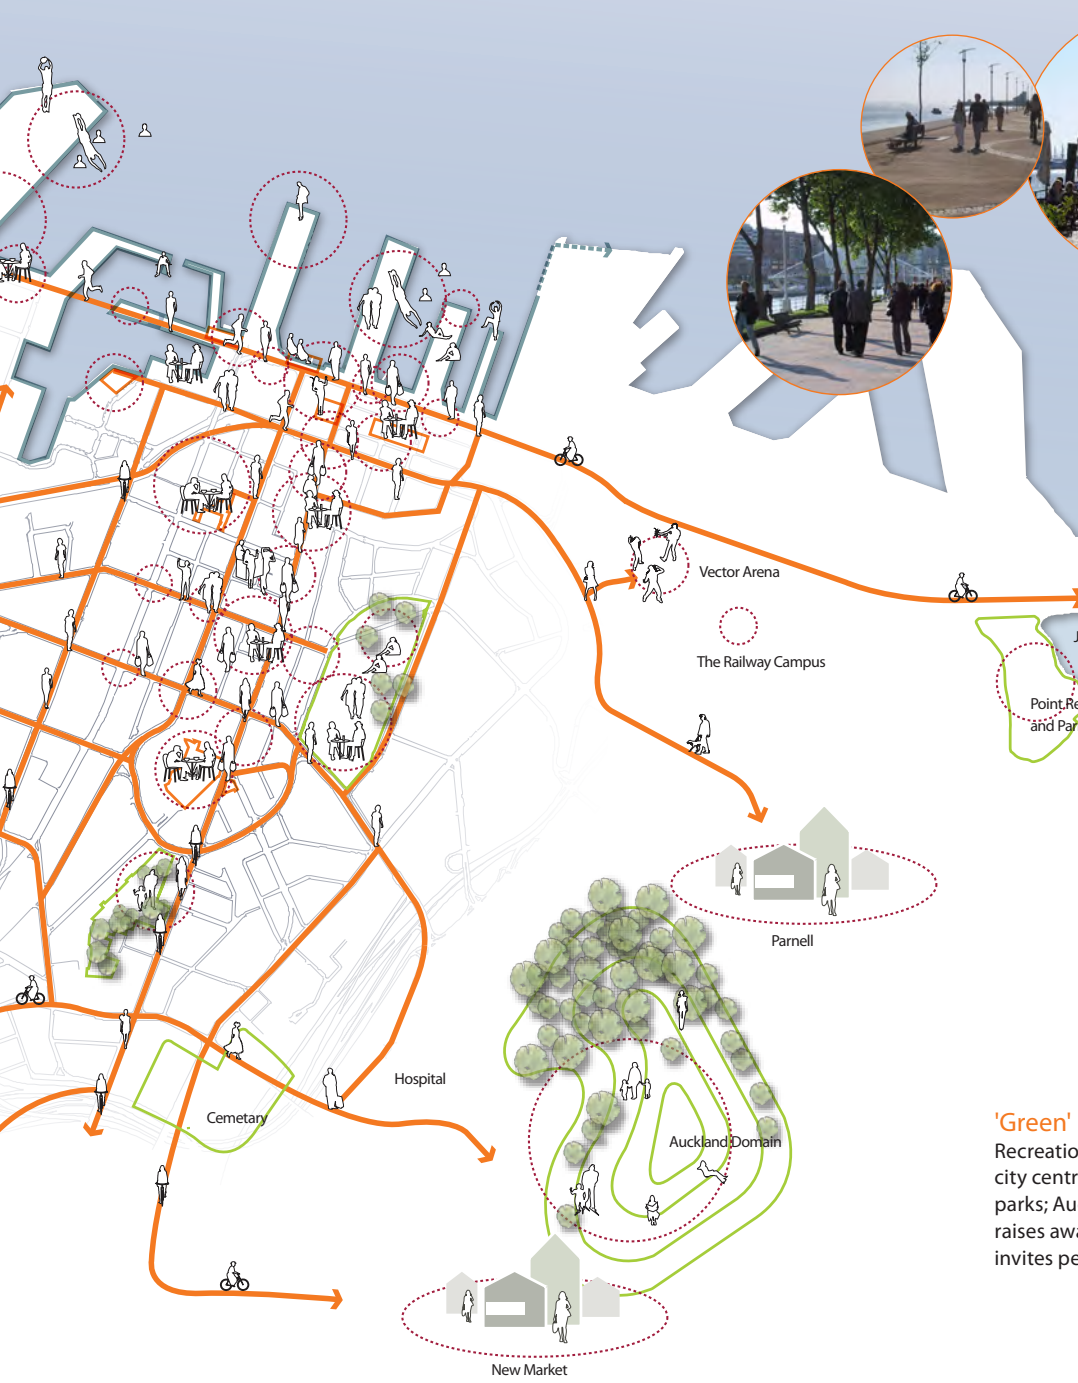 Vector Arena
The Railway Campus
J
Point Re
and Par
Parnell
Hospital
Cemetary
Auckland Domain
'Green'
Recreatio
city centr
parks; Au
raises awa
invites pe
New Market